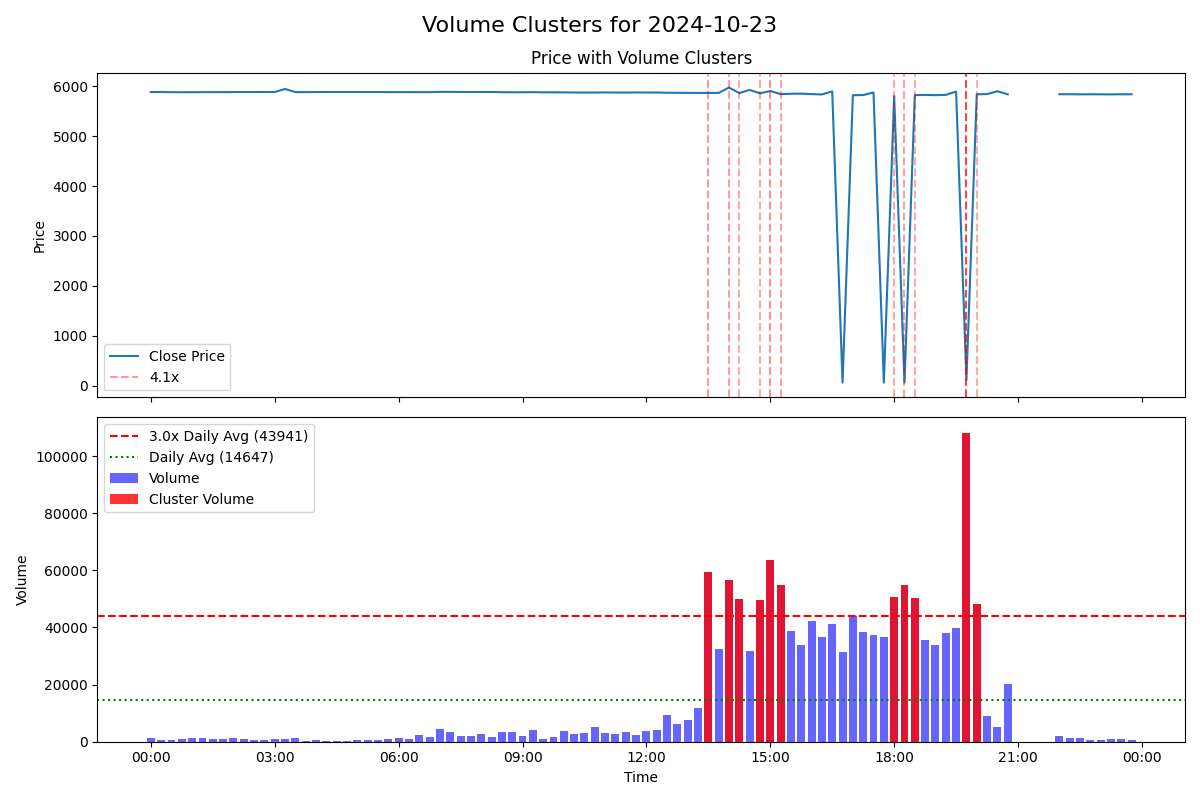 Volume Clusters for 2024-10-23
Price with Volume Clusters
6000
5000
4000
3000
2000
1000
0
Price
Close Price
4.1x
100000
80000
60000
40000
20000
0
Volume
3.0x Daily Avg (43941)
Daily Avg (14647)
Volume
Cluster Volume
00:00 03:00 06:00 09:00 12:00 15:00 18:00 21:00 00:00
Time